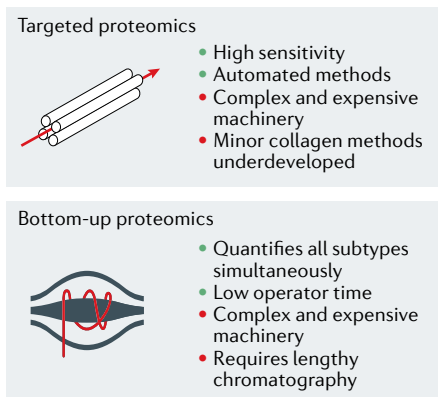 Targeted proteomics
• High sensitivity
• Automated methods
• Complex and expensive
machinery
• Minor collagen methods
underdeveloped
Bottom-up proteomics
• Quantifies all subtypes
simultaneously
• Low operator time
• Complex and expensive
machinery
• Requires lengthy
chromatography